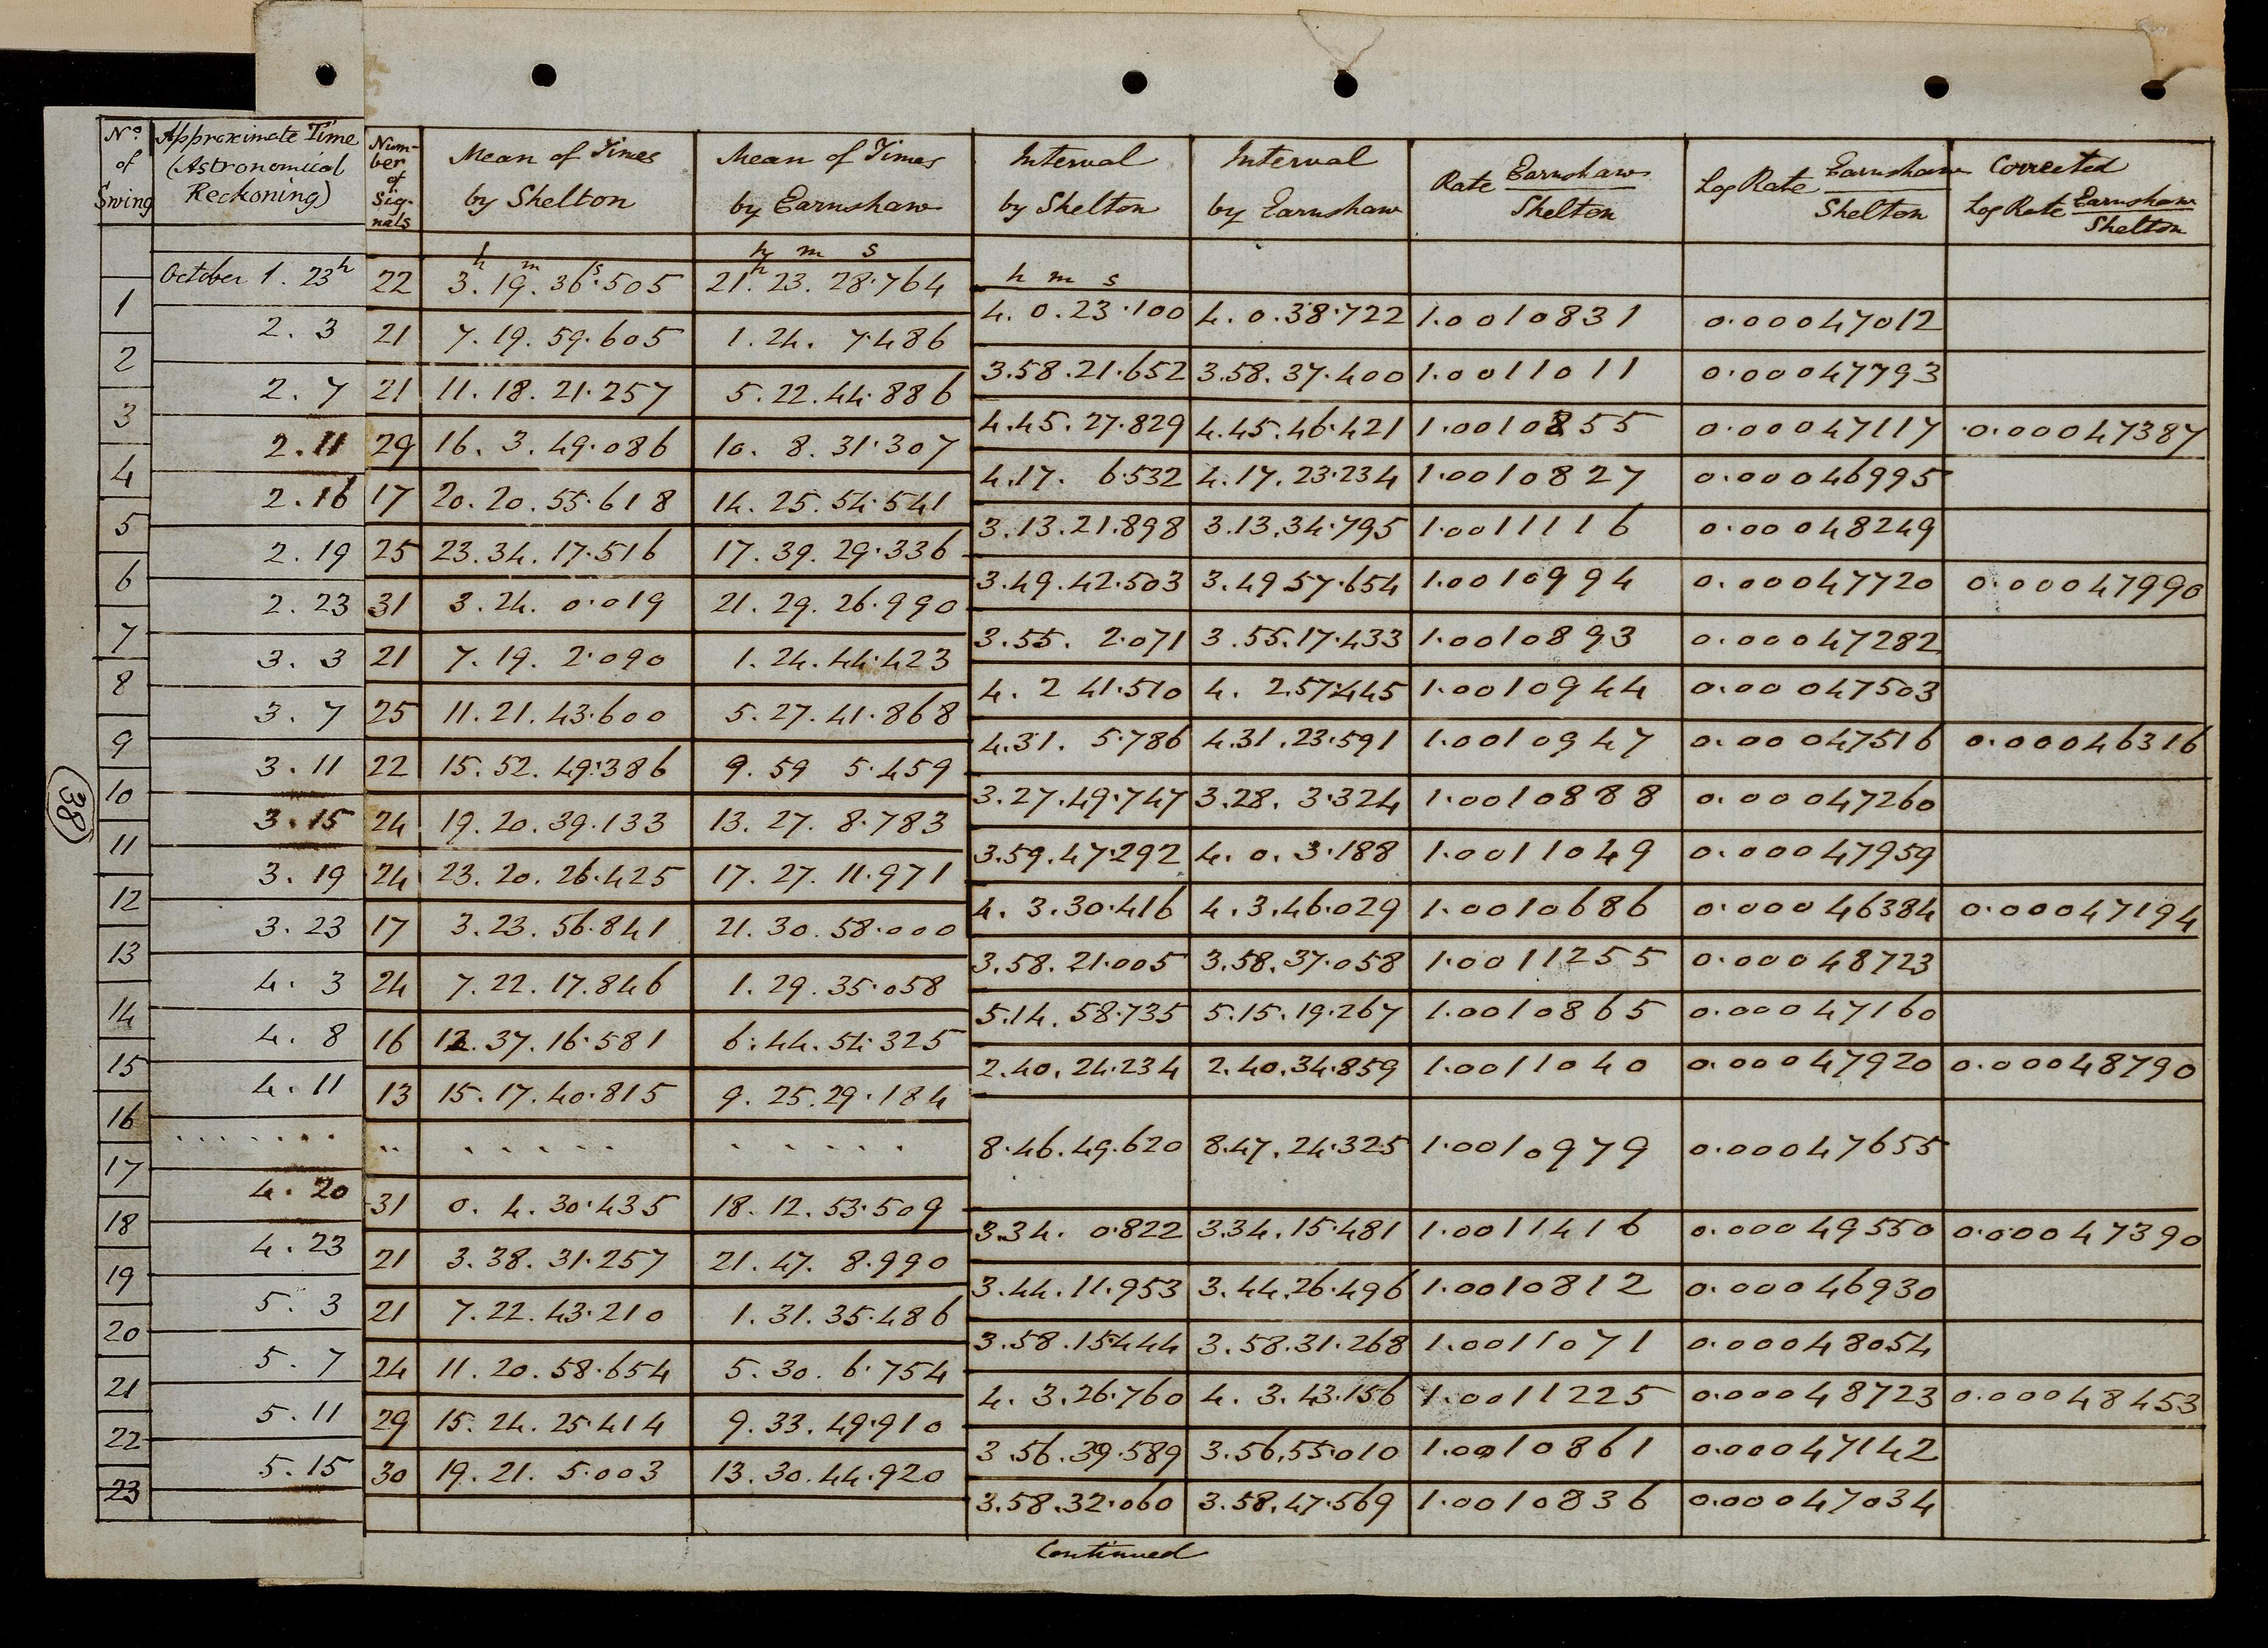 Nº of Swing | Approximate Time (Astronomical Reckoning) | Num-ber of Sig-nals | Mean of Times by Shelton | Mean of Times by Earnshaw | Interval by Shelton | Interval by Earnshaw | Rate Earnshaw/Shelton | Log Rate Earnshaw/Shelton | Corrected Log Rate Earnshaw/Shelton
h m s | h m s | h m s
October 1. 23h | 22 | 3. 19. 36·505 | 21. 23. 28·764
1 | 4. 0. 23·100 | 4. 0. 38·722 | 1.0010831 | 0.00047012
2. 3 | 21 | 7. 19. 59·605 | 1. 24. 7·486
2 | 3.58.21.652 | 3.58.37.400 | 1.0011011 | 0.00047793
2. 7 | 21 | 11. 18. 21·257 | 5. 22. 44·886
3 | 4.45.27.829 | 4.45.46.421 | 1.0010855 | 0.00047117 | 0.00047387
2. 11 | 29 | 16. 3. 49·086 | 10. 8. 31·307
4 | 4.17. 6·532 | 4.17.23·234 | 1.0010827 | 0.00046995
2. 16 | 17 | 20. 20. 55·618 | 14. 25. 54·541
5 | 3.13.21.898 | 3.13.34.795 | 1.0011116 | 0.00048249
2. 19 | 25 | 23. 34. 17·516 | 17. 39. 29·336
6 | 3.49.42·503 | 3.49 57·654 | 1.0010994 | 0.00047720 | 0.00047990
2. 23 | 31 | 3. 24. 0·019 | 21. 29. 26·990
7 | 3.55. 2·071 | 3.55.17·433 | 1.0010893 | 0.00047282
3. 3 | 21 | 7. 19. 2·090 | 1. 24. 44·423
8 | 4. 2 41·510 | 4. 2.57·445 | 1.0010944 | 0.00047503
3. 7 | 25 | 11. 21. 43·600 | 5. 27. 41·868
9 | 4.31. 5·786 | 4.31.23·591 | 1.0010947 | 0.00047516 | 0.00046316
3. 11 | 22 | 15. 52. 49·386 | 9. 59 5·459
10 | 3.27.49·747 | 3.28. 3·324 | 1.0010888 | 0.00047260
3. 15 | 24 | 19. 20. 39.133 | 13. 27. 8·783
11 | 3.59.47·292 | 4. 0. 3·188 | 1.0011049 | 0.00047959
3. 19 | 24 | 23. 20. 26·425 | 17. 27. 11·971
12 | 4. 3.30·416 | 4.3.46·029 | 1.0010686 | 0.00046384 | 0.00047194
3. 23 | 17 | 3. 23. 56·841 | 21. 30. 58·000
13 | 3.58.21·005 | 3.58.37·058 | 1.0011255 | 0.00048723
4. 3 | 24 | 7. 22. 17.846 | 1. 29. 35·058
14 | 5.14.58·735 | 5.15.19·267 | 1.0010865 | 0.00047160
4. 8 | 16 | 12. 37. 16·581 | 6. 44. 54·325
15 | 2.40.24·234 | 2.40.34·859 | 1.0011040 | 0.00047920 | 0.00048790
4. 11 | 13 | 15. 17. 40·815 | 9. 25. 29·184
16 | 8.46.49.620 | 8.47.24·325 | 1.0010979 | 0.00047655
....... | .. | ..... | .....
17
4. 20 | 31 | 0. 4. 30·435 | 18. 12. 53·509
18 | 3.34. 0·822 | 3.34.15·481 | 1.0011416 | 0.00049550 | 0.00047390
4. 23 | 21 | 3. 38. 31·257 | 21. 47. 8·990
19 | 3.44.11·953 | 3.44.26·496 | 1.0010812 | 0.00046930
5. 3 | 21 | 7. 22. 43·210 | 1. 31. 35·486
20 | 3.58.15·444 | 3.58.31·268 | 1.0011071 | 0.00048054
5. 7 | 24 | 11. 20. 58·654 | 5. 30. 6·754
21 | 4. 3.26·760 | 4. 3.43·156 | 1.0011225 | 0.00048723 | 0.00048453
5. 11 | 29 | 15. 24. 25·414 | 9. 33. 49·910
22 | 3.56.39·589 | 3.56.55·010 | 1.0010861 | 0.00047142
5. 15 | 30 | 19. 21. 5·003 | 13. 30. 44·920
23 | 3.58.32·060 | 3.58.47·569 | 1.0010836 | 0.00047034
Continued
38